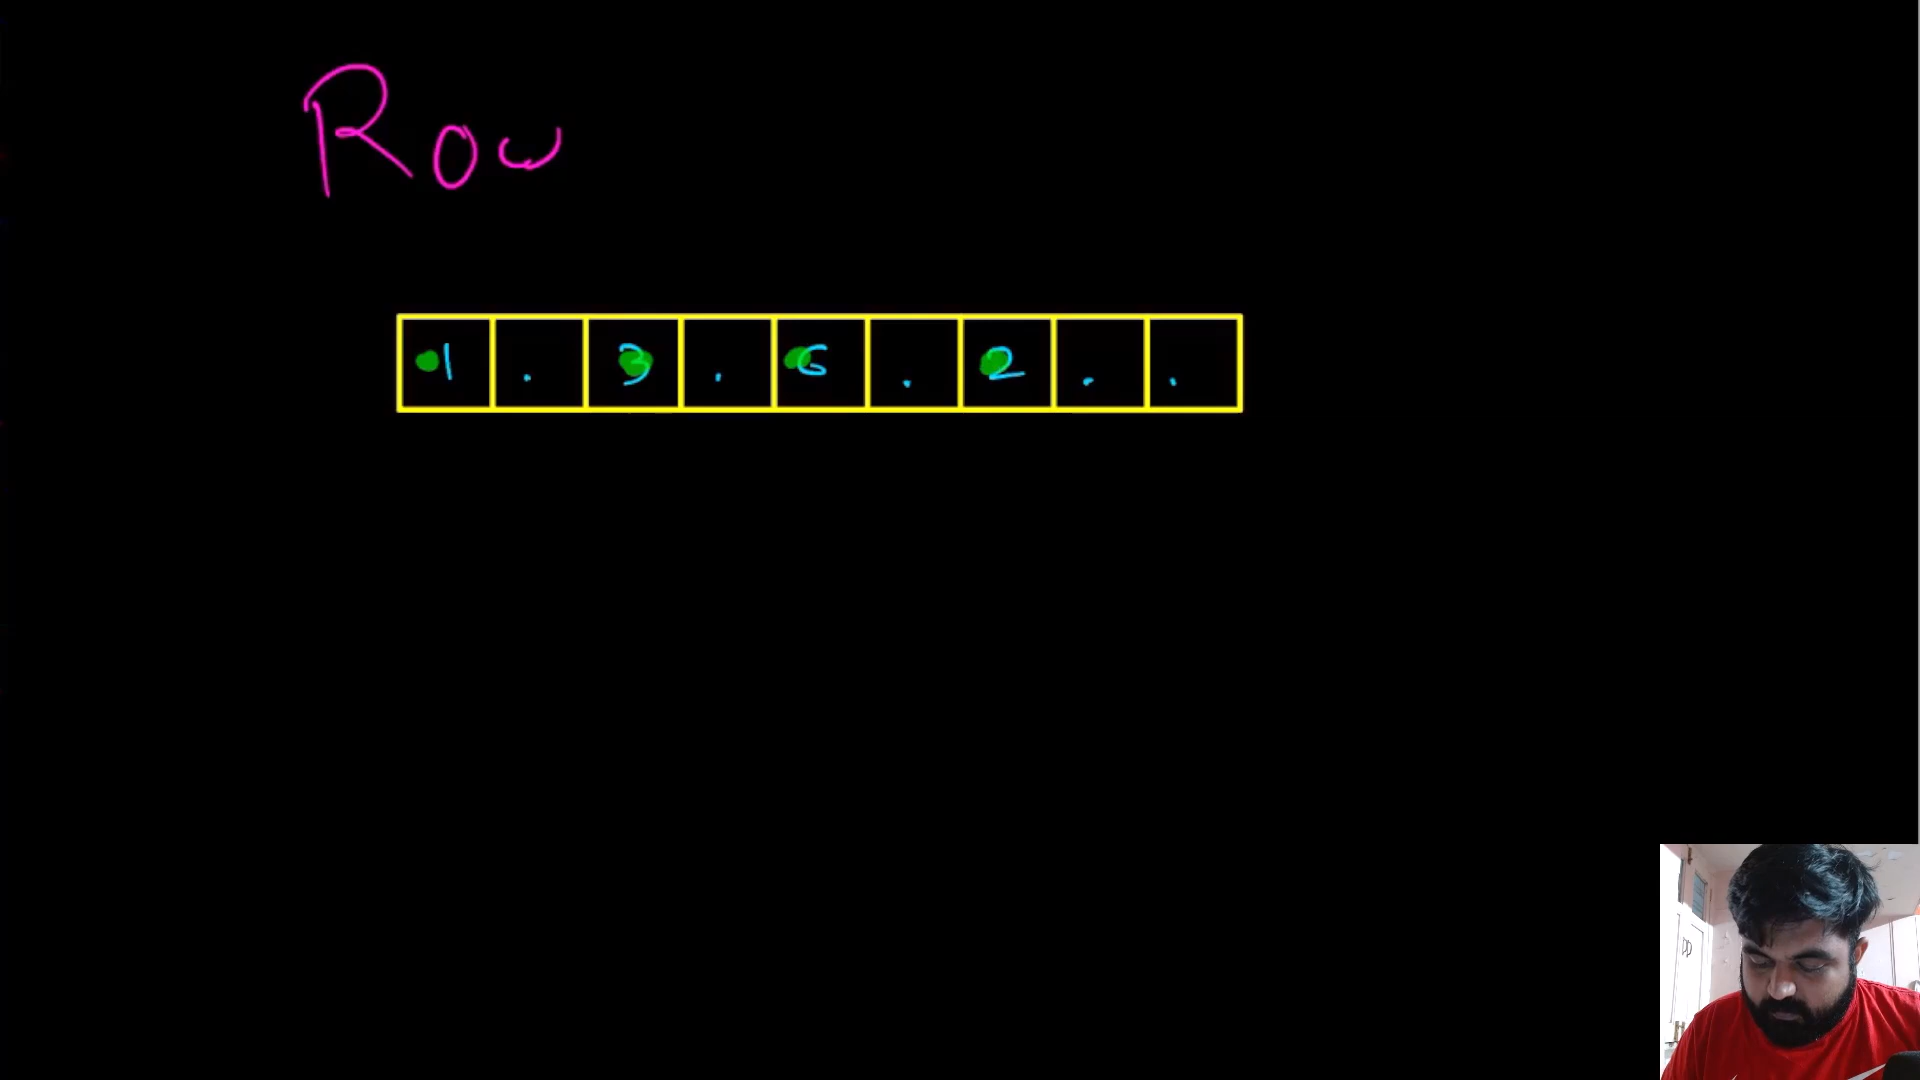 Row
1 . 3 . 6 . 2 . .